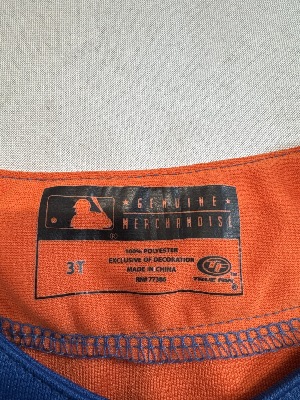 GENUINE
MERCHANDISE
100% POLYESTER
EXCLUSIVE OF DECORATION
MADE IN CHINA
3T